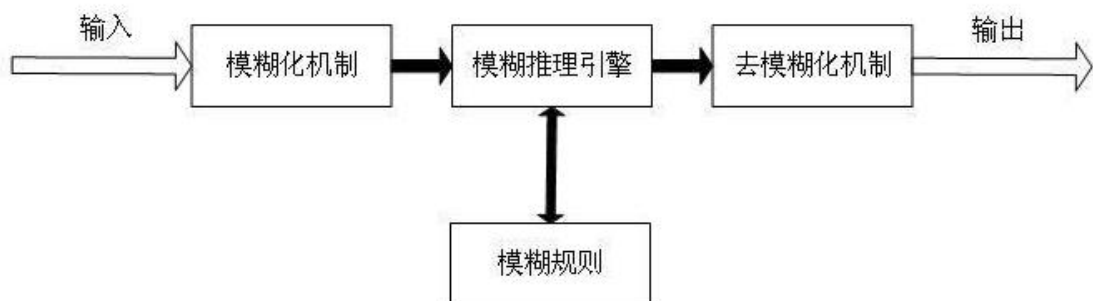 输入
模糊化机制
模糊推理引擎
去模糊化机制
输出
模糊规则